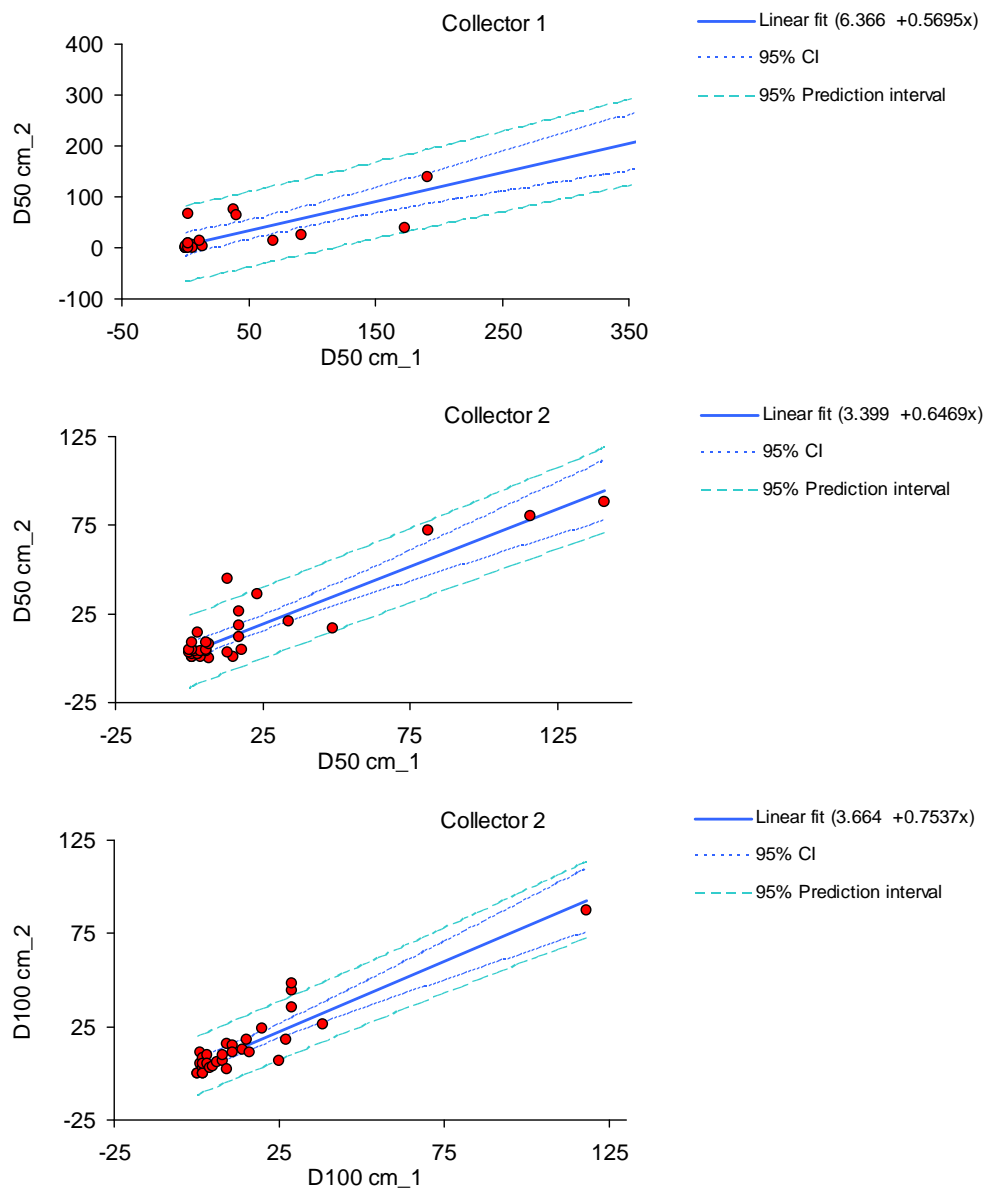 Collector 1
Linear fit (6.366 +0.5695x)
95% CI
95% Prediction interval
400
300
200
100
0
-100
D50 cm_2
-50 50 150 250 350
D50 cm_1
Collector 2
Linear fit (3.399 +0.6469x)
95% CI
95% Prediction interval
125
75
25
-25
D50 cm_2
-25 25 75 125
D50 cm_1
Collector 2
Linear fit (3.664 +0.7537x)
95% CI
95% Prediction interval
125
75
25
-25
D100 cm_2
-25 25 75 125
D100 cm_1